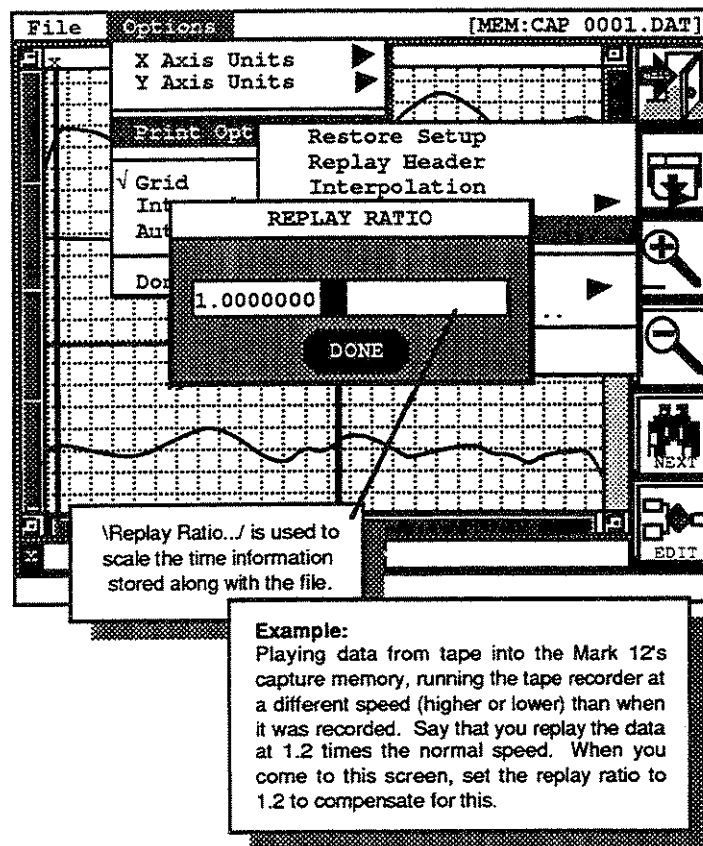 File Options [MEM:CAP 0001.DAT]
x
X Axis Units
Y Axis Units
Print Opt
Restore Setup
Replay Header
Interpolation
√ Grid
Int
Aut
REPLAY RATIO
Don
1.0000000
..
DONE
NEXT
EDIT
\Replay Ratio../ is used to
scale the time information
stored along with the file.
Example:
Playing data from tape into the Mark 12's
capture memory, running the tape recorder at
a different speed (higher or lower) than when
it was recorded. Say that you replay the data
at 1.2 times the normal speed. When you
come to this screen, set the replay ratio to
1.2 to compensate for this.